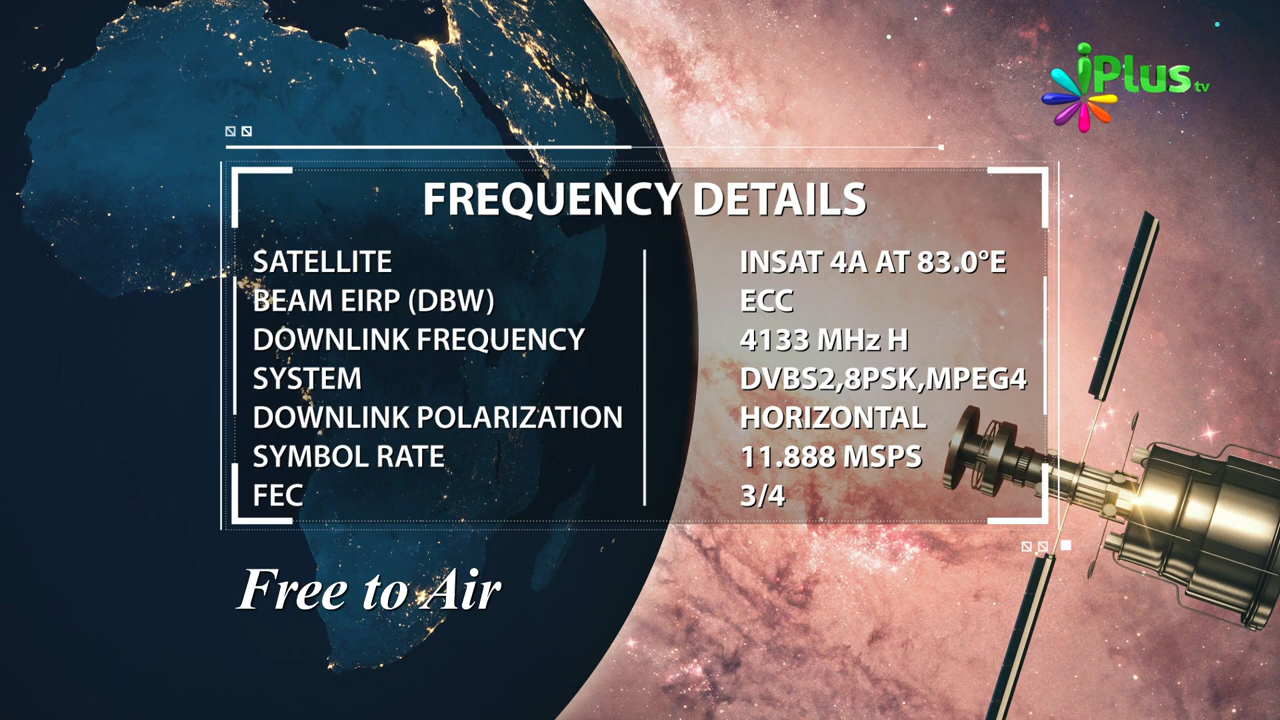 iPlus tv
FREQUENCY DETAILS
SATELLITE INSAT 4A AT 83.0°E
BEAM EIRP (DBW) ECC
DOWNLINK FREQUENCY 4133 MHz H
SYSTEM DVBS2,8PSK,MPEG4
DOWNLINK POLARIZATION HORIZONTAL
SYMBOL RATE 11.888 MSPS
FEC 3/4
Free to Air